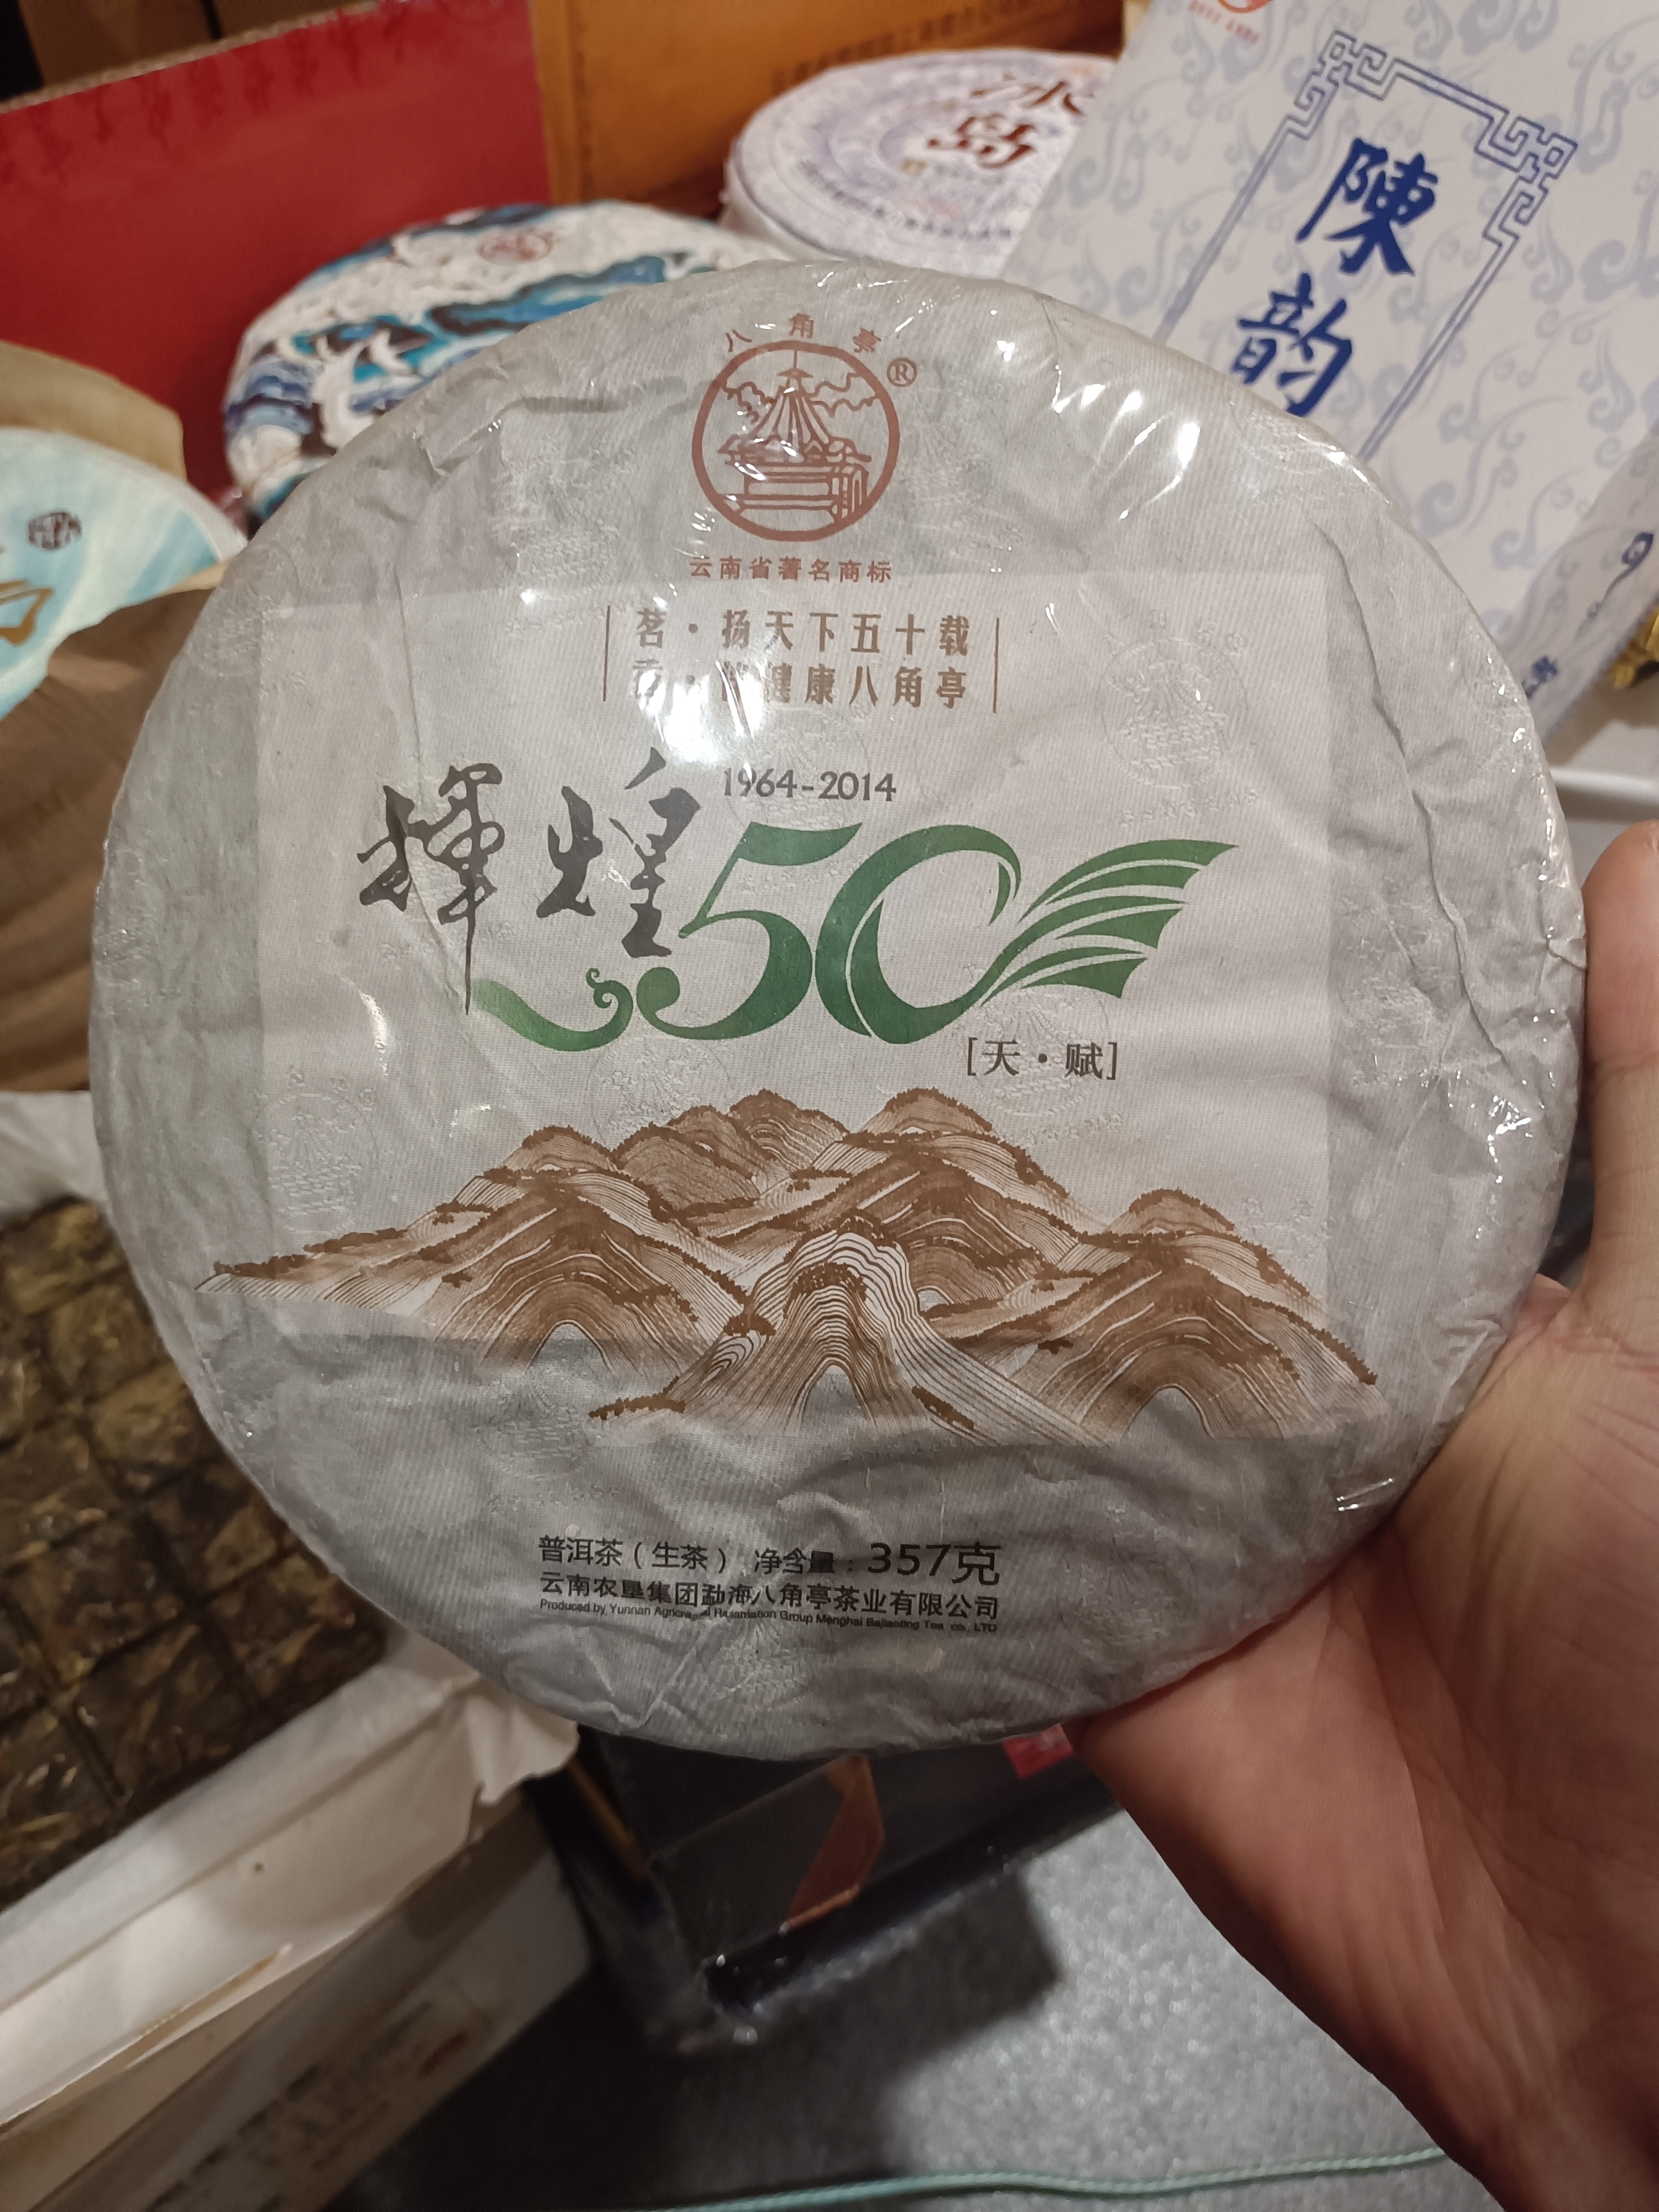 冰
島
陳
韵
八角亭®
云南省著名商标
茗·扬天下五十载
健康八角亭
1964-2014
輝煌50
[天·赋]
普洱茶(生茶) 净含量:357克
云南农垦集团勐海八角亭茶业有限公司
Produced by Yunnan Group Menghai Bajiaoting Tea co., LTD